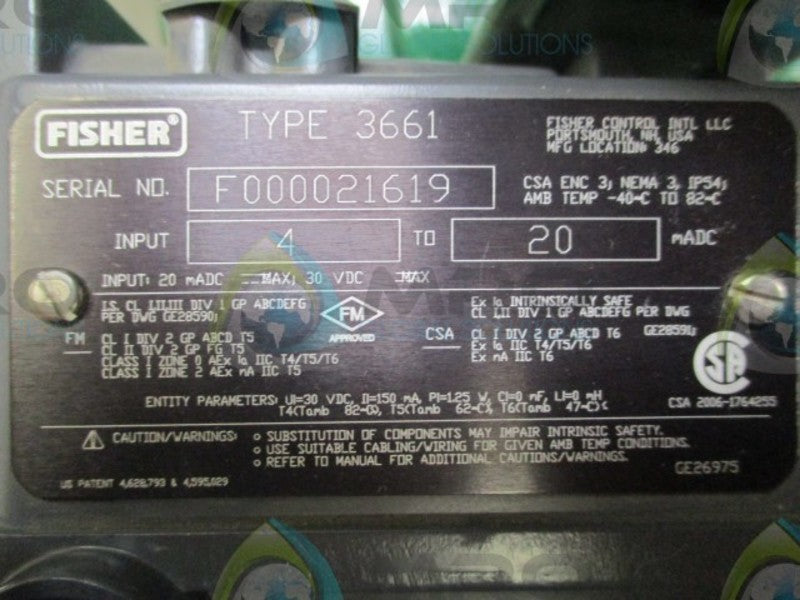 FISHER®
TYPE 3661
FISHER CONTROL INTL LLC
PORTSMOUTH, NH, USA
MFG LOCATION: 346
SERIAL NO. F000021619
CSA ENC 3; NEMA 3, IP54;
AMB TEMP -40~C TO 82~C
INPUT 4 TO 20 mADC
INPUT: 20 mADC MAX; 30 VDC MAX
I.S. CL I,II,III DIV 1 GP ABCDEFG
PER DWG GE28590;
FM CL I DIV 2 GP ABCD T5
CL II DIV 2 GP FG T5
CLASS I ZONE 0 AEx ia IIC T4/T5/T6
CLASS I ZONE 2 AEx nA IIC T5
FM
APPROVED
Ex ia INTRINSICALLY SAFE
CL I,II DIV 1 GP ABCDEFG PER DWG
GE28591;
CSA CL I DIV 2 GP ABCD T6
Ex ia IIC T4/T5/T6
Ex nA IIC T6
SA
CSA 2006-1764255
ENTITY PARAMETERS: Ui=30 VDC, Ii=150 mA, Pi=1.25 W, Ci=0 nF, Li=0 mH
T4(Tamb 82~C), T5(Tamb 62~C), T6(Tamb 47~C)
CAUTION/WARNINGS: SUBSTITUTION OF COMPONENTS MAY IMPAIR INTRINSIC SAFETY.
USE SUITABLE CABLING/WIRING FOR GIVEN AMB TEMP CONDITIONS.
REFER TO MANUAL FOR ADDITIONAL CAUTIONS/WARNINGS.
US PATENT 4,628,793 & 4,595,029
GE26975